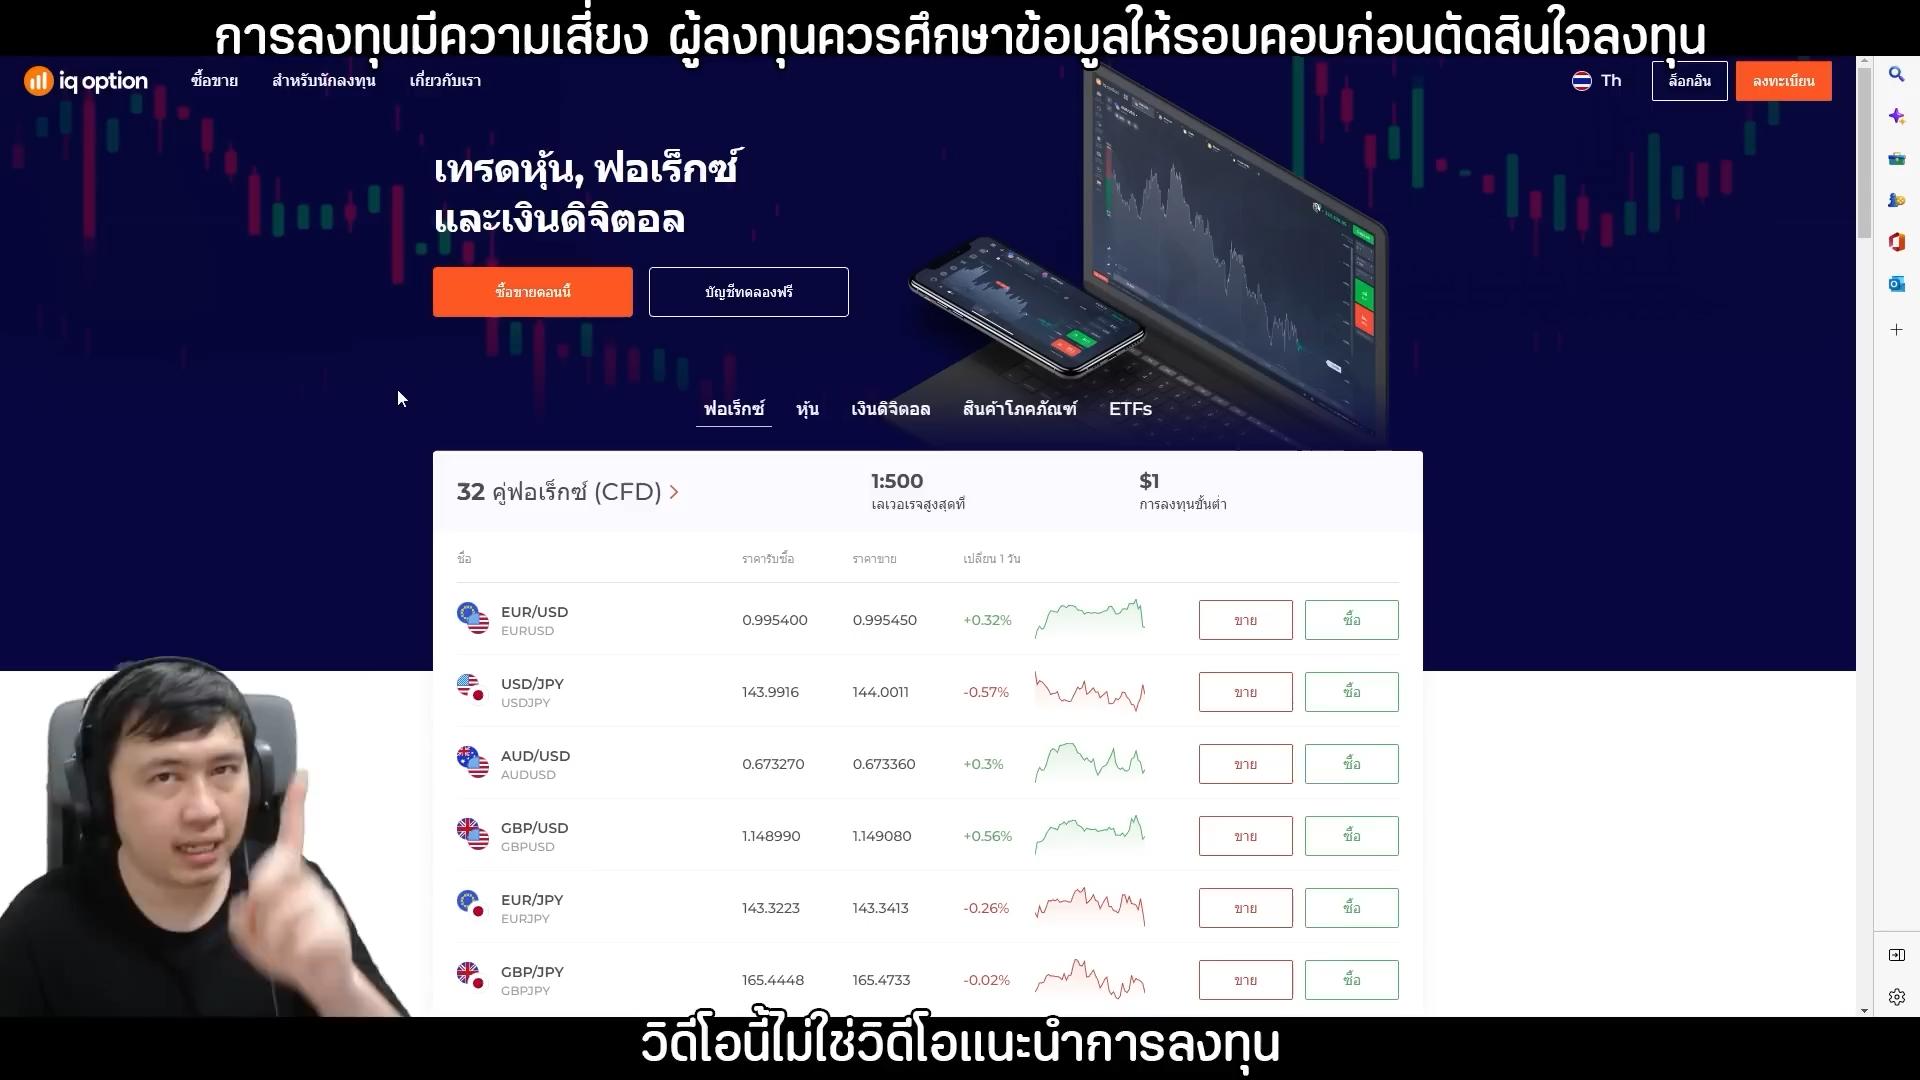 การลงทุนมีความเสี่ยง ผู้ลงทุนควรศึกษาข้อมูลให้รอบคอบก่อนตัดสินใจลงทุน
iq option ซื้อขาย สำหรับนักลงทุน เกี่ยวกับเรา Th ล็อกอิน ลงทะเบียน
เทรดหุ้น, ฟอเร็กซ์
และเงินดิจิตอล
ซื้อขายตอนนี้ บัญชีทดลองฟรี
ฟอเร็กซ์ หุ้น เงินดิจิตอล สินค้าโภคภัณฑ์ ETFs
32 คู่ฟอเร็กซ์ (CFD) 1:500 $1
เลเวอเรจสูงสุดที่ การลงทุนขั้นต่ำ
ชื่อ ราคารับซื้อ ราคาขาย เปลี่ยน 1 วัน
EUR/USD 0.995400 0.995450 +0.32% ขาย ซื้อ
EURUSD
USD/JPY 143.9916 144.0011 -0.57% ขาย ซื้อ
USDJPY
AUD/USD 0.673270 0.673360 +0.3% ขาย ซื้อ
AUDUSD
GBP/USD 1.148990 1.149080 +0.56% ขาย ซื้อ
GBPUSD
EUR/JPY 143.3223 143.3413 -0.26% ขาย ซื้อ
EURJPY
GBP/JPY 165.4448 165.4733 -0.02% ขาย ซื้อ
GBPJPY
วิดีโอนี้ไม่ใช่วิดีโอแนะนำการลงทุน